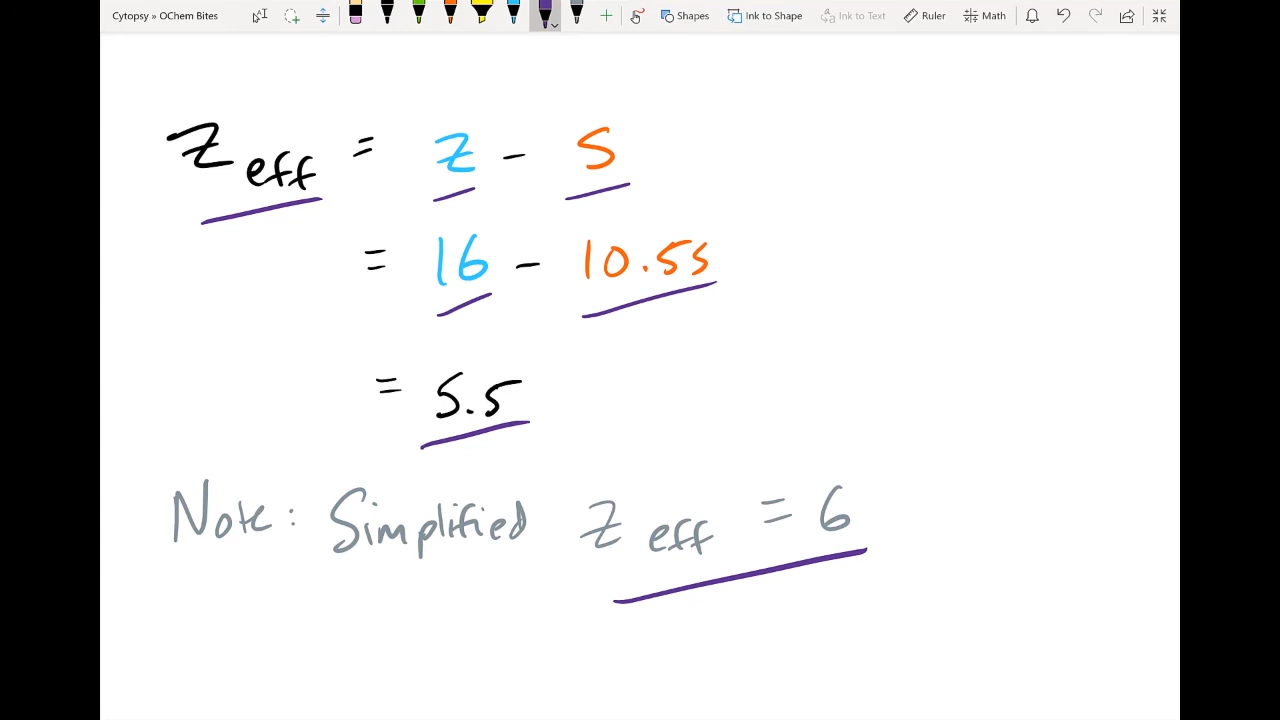 Cytopsy » OChem Bites Shapes Ink to Shape Ink to Text Ruler Math
Zeff = Z - S
= 16 - 10.55
= 5.5
Note: Simplified Zeff = 6